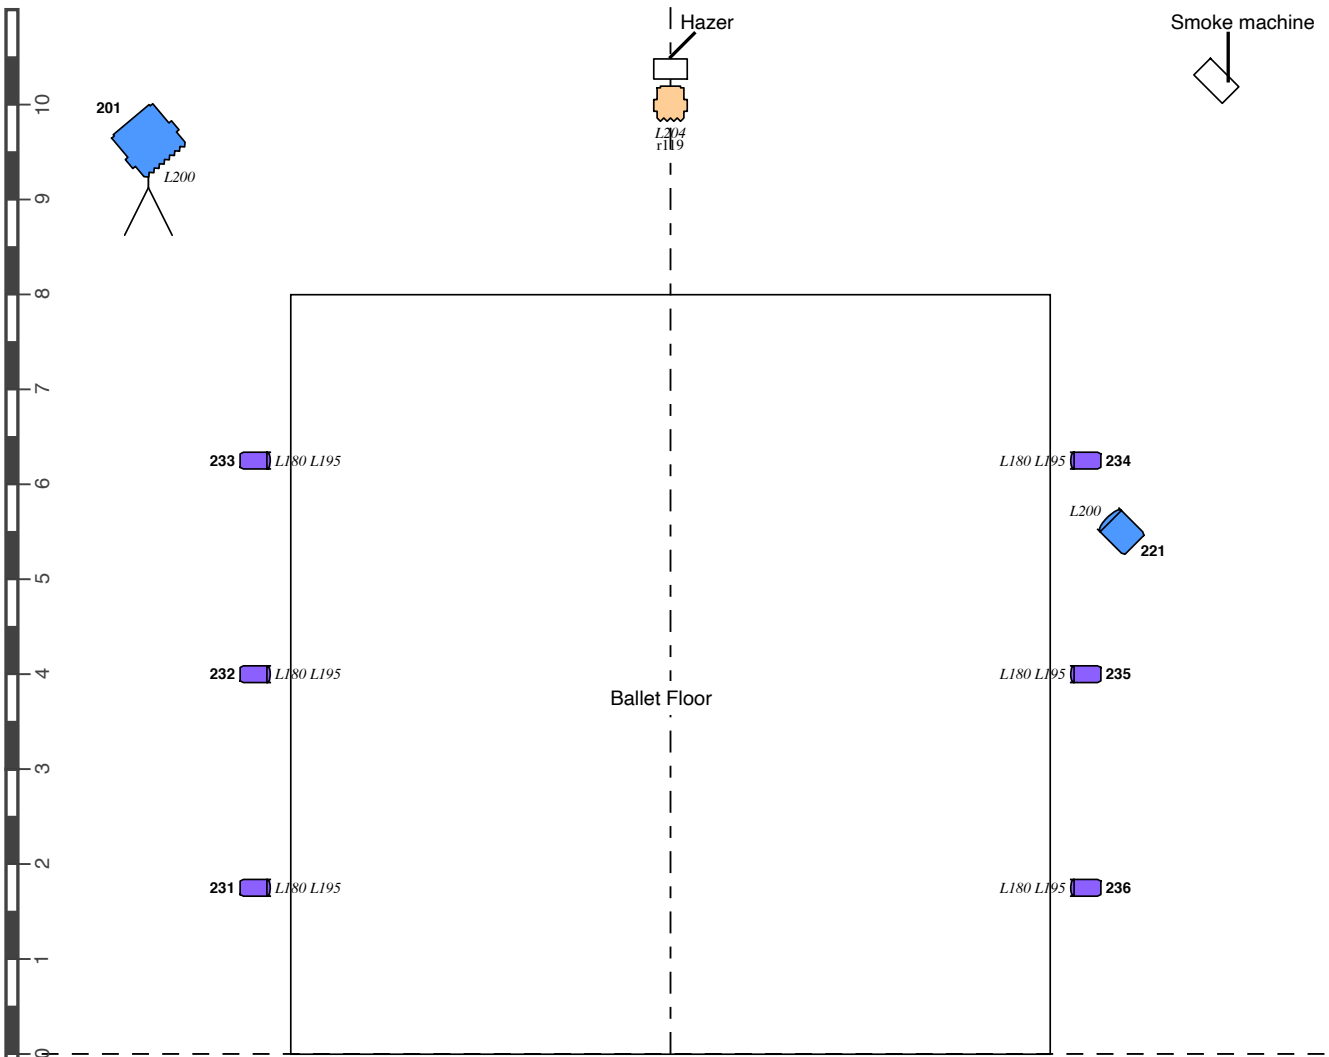 Hazer
Smoke machine
10
201
L204
r119
L200
9
8
7
233 L180 L195
L180 L195 234
6
L200
221
5
232 L180 L195
L180 L195 235
4
Ballet Floor
3
2
231 L180 L195
L180 L195 236
1
0